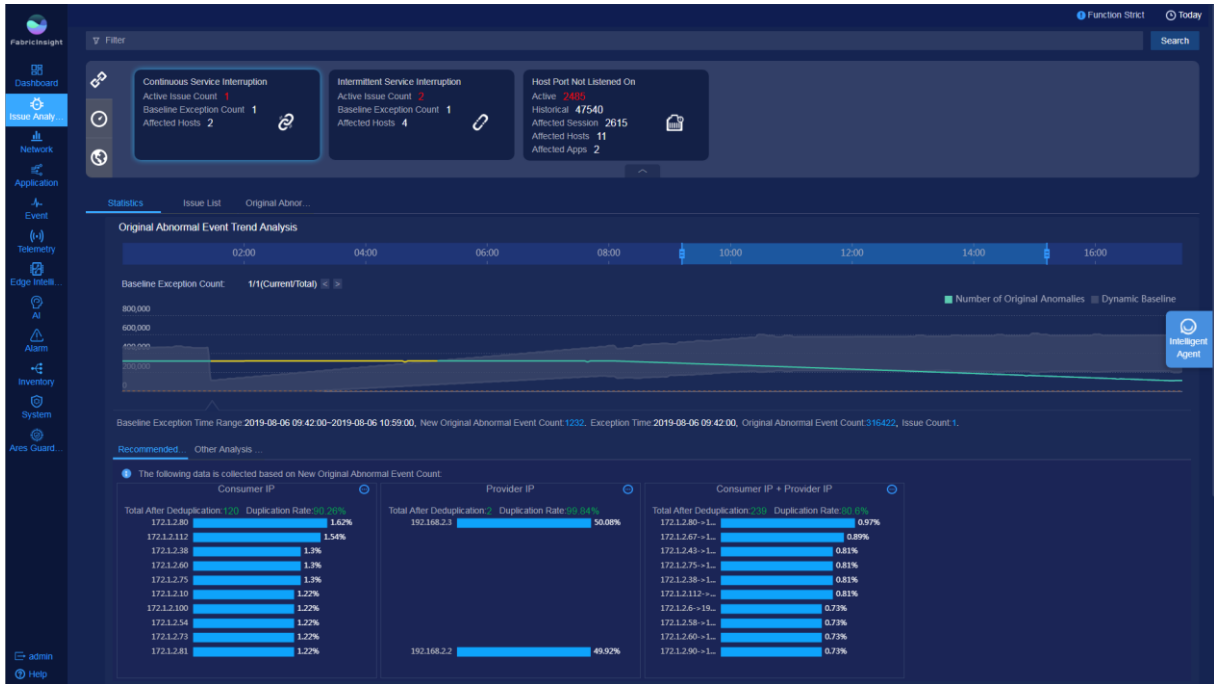 Function Strict
Today
FabricInsight
Filter
Search
Dashboard
Issue Analy...
Network
Application
Event
Telemetry
Edge Intelli...
AI
Alarm
Inventory
System
Ares Guard...
admin
Help
Continuous Service Interruption
Active Issue Count 1
Baseline Exception Count 1
Affected Hosts 2
Intermittent Service Interruption
Active Issue Count 2
Baseline Exception Count 1
Affected Hosts 4
Host Port Not Listened On
Active 2485
Historical 47540
Affected Session 2615
Affected Hosts 11
Affected Apps 2
Statistics Issue List Original Abnor...
Original Abnormal Event Trend Analysis
02:00 04:00 06:00 08:00 10:00 12:00 14:00 16:00
Baseline Exception Count: 1/1(Current/Total) < >
Number of Original Anomalies Dynamic Baseline
800,000
600,000
400,000
200,000
0
Intelligent
Agent
Baseline Exception Time Range:2019-08-06 09:42:00~2019-08-06 10:59:00, New Original Abnormal Event Count:1232. Exception Time:2019-08-06 09:42:00, Original Abnormal Event Count:316422, Issue Count:1.
Recommended... Other Analysis ...
The following data is collected based on New Original Abnormal Event Count:
Consumer IP
Total After Deduplication:120 Duplication Rate:90.26%
172.1.2.80 1.62%
172.1.2.112 1.54%
172.1.2.38 1.3%
172.1.2.60 1.3%
172.1.2.75 1.3%
172.1.2.10 1.22%
172.1.2.100 1.22%
172.1.2.54 1.22%
172.1.2.73 1.22%
172.1.2.81 1.22%
Provider IP
Total After Deduplication:2 Duplication Rate:99.84%
192.168.2.3 50.08%
192.168.2.2 49.92%
Consumer IP + Provider IP
Total After Deduplication:239 Duplication Rate:80.6%
172.1.2.80->1... 0.97%
172.1.2.67->1... 0.89%
172.1.2.43->1... 0.81%
172.1.2.75->1... 0.81%
172.1.2.38->1... 0.81%
172.1.2.112->... 0.81%
172.1.2.6->19... 0.73%
172.1.2.58->1... 0.73%
172.1.2.60->1... 0.73%
172.1.2.90->1... 0.73%